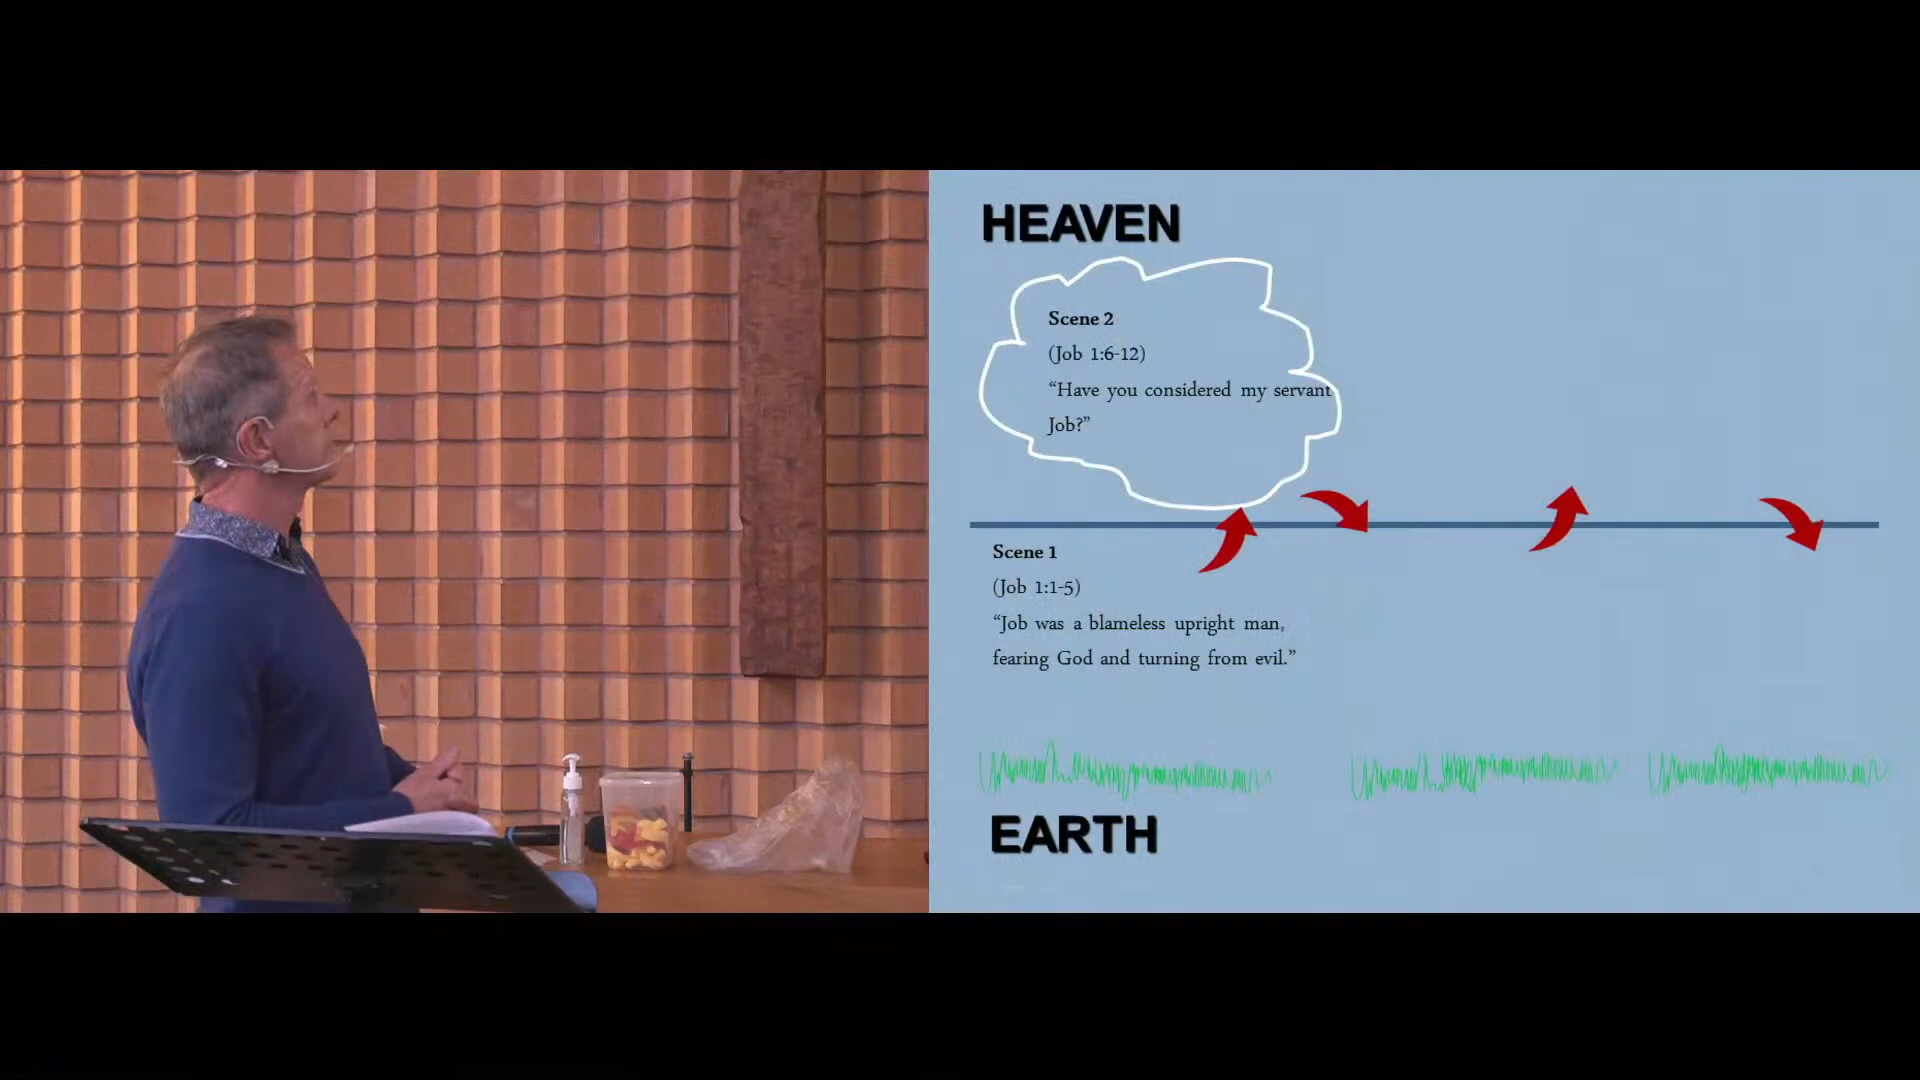 HEAVEN
Scene 2
(Job 1:6-12)
“Have you considered my servant
Job?”
Scene 1
(Job 1:1-5)
“Job was a blameless upright man,
fearing God and turning from evil.”
EARTH